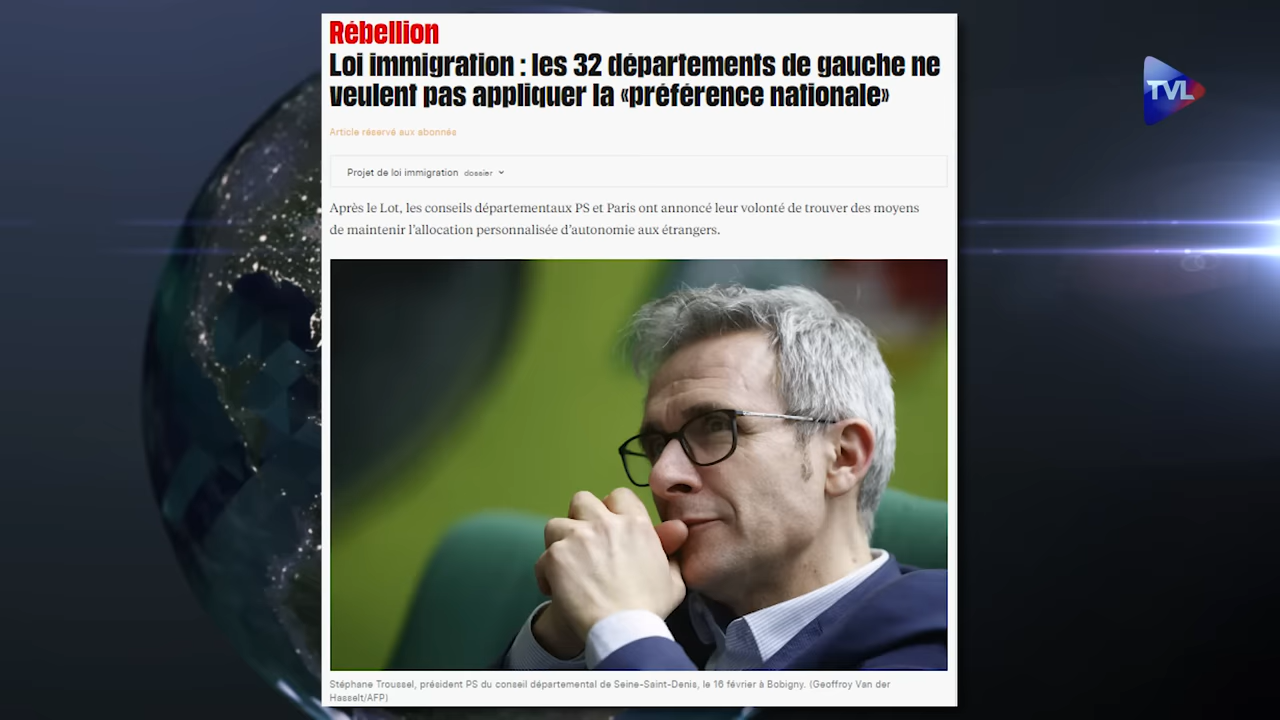 Rébellion
Loi immigration : les 32 départements de gauche ne
veulent pas appliquer la «préférence nationale»
Article réservé aux abonnés
Projet de loi immigration dossier
Après le Lot, les conseils départementaux PS et Paris ont annoncé leur volonté de trouver des moyens
de maintenir l’allocation personnalisée d’autonomie aux étrangers.
Stéphane Troussel, président PS du conseil départemental de Seine-Saint-Denis, le 16 février à Bobigny. (Geoffroy Van der
Hasselt/AFP)
TVL